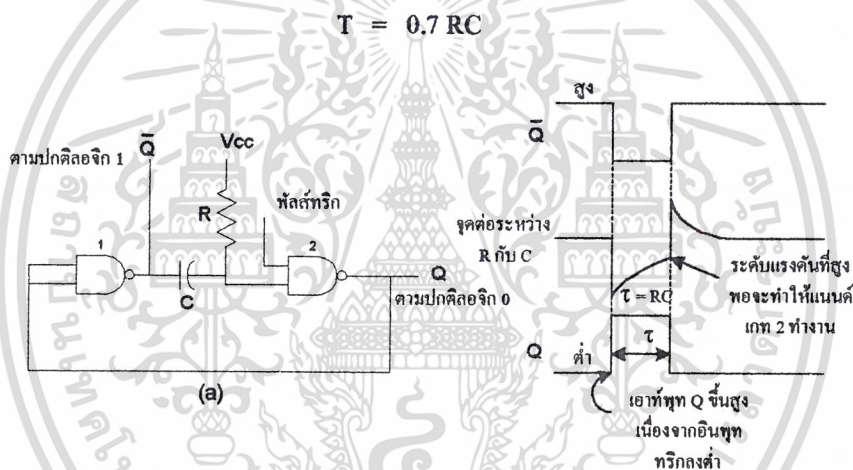 T = 0.7 RC
ตามปกติลอจิก 1
Q̅
Vcc
R
พัลส์ทริก
1
2
C
Q
ตามปกติลอจิก 0
(a)
สูง
Q̅
จุดต่อระหว่าง
R กับ C
τ = RC
ระดับแรงดันที่สูง
พอจะทำให้แนนด์
เกท 2 ทำงาน
Q
ต่ำ
τ
เอาท์พุท Q ขึ้นสูง
เนื่องจากอินพุท
ทริกลงต่ำ